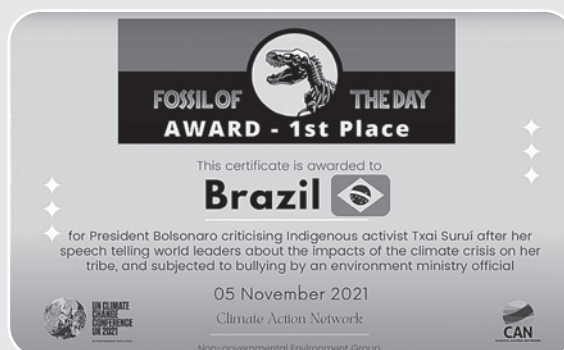 FOSSIL OF THE DAY
AWARD - 1st Place
This certificate is awarded to
Brazil
for President Bolsonaro criticising Indigenous activist Txai Suruí after her
speech telling world leaders about the impacts of the climate crisis on her
tribe, and subjected to bullying by an environment ministry official
05 November 2021
Climate Action Network
UN CLIMATE
CHANGE
CONFERENCE
UK 2021
CAN
CLIMATE ACTION NETWORK
Non-governmental Environment Group